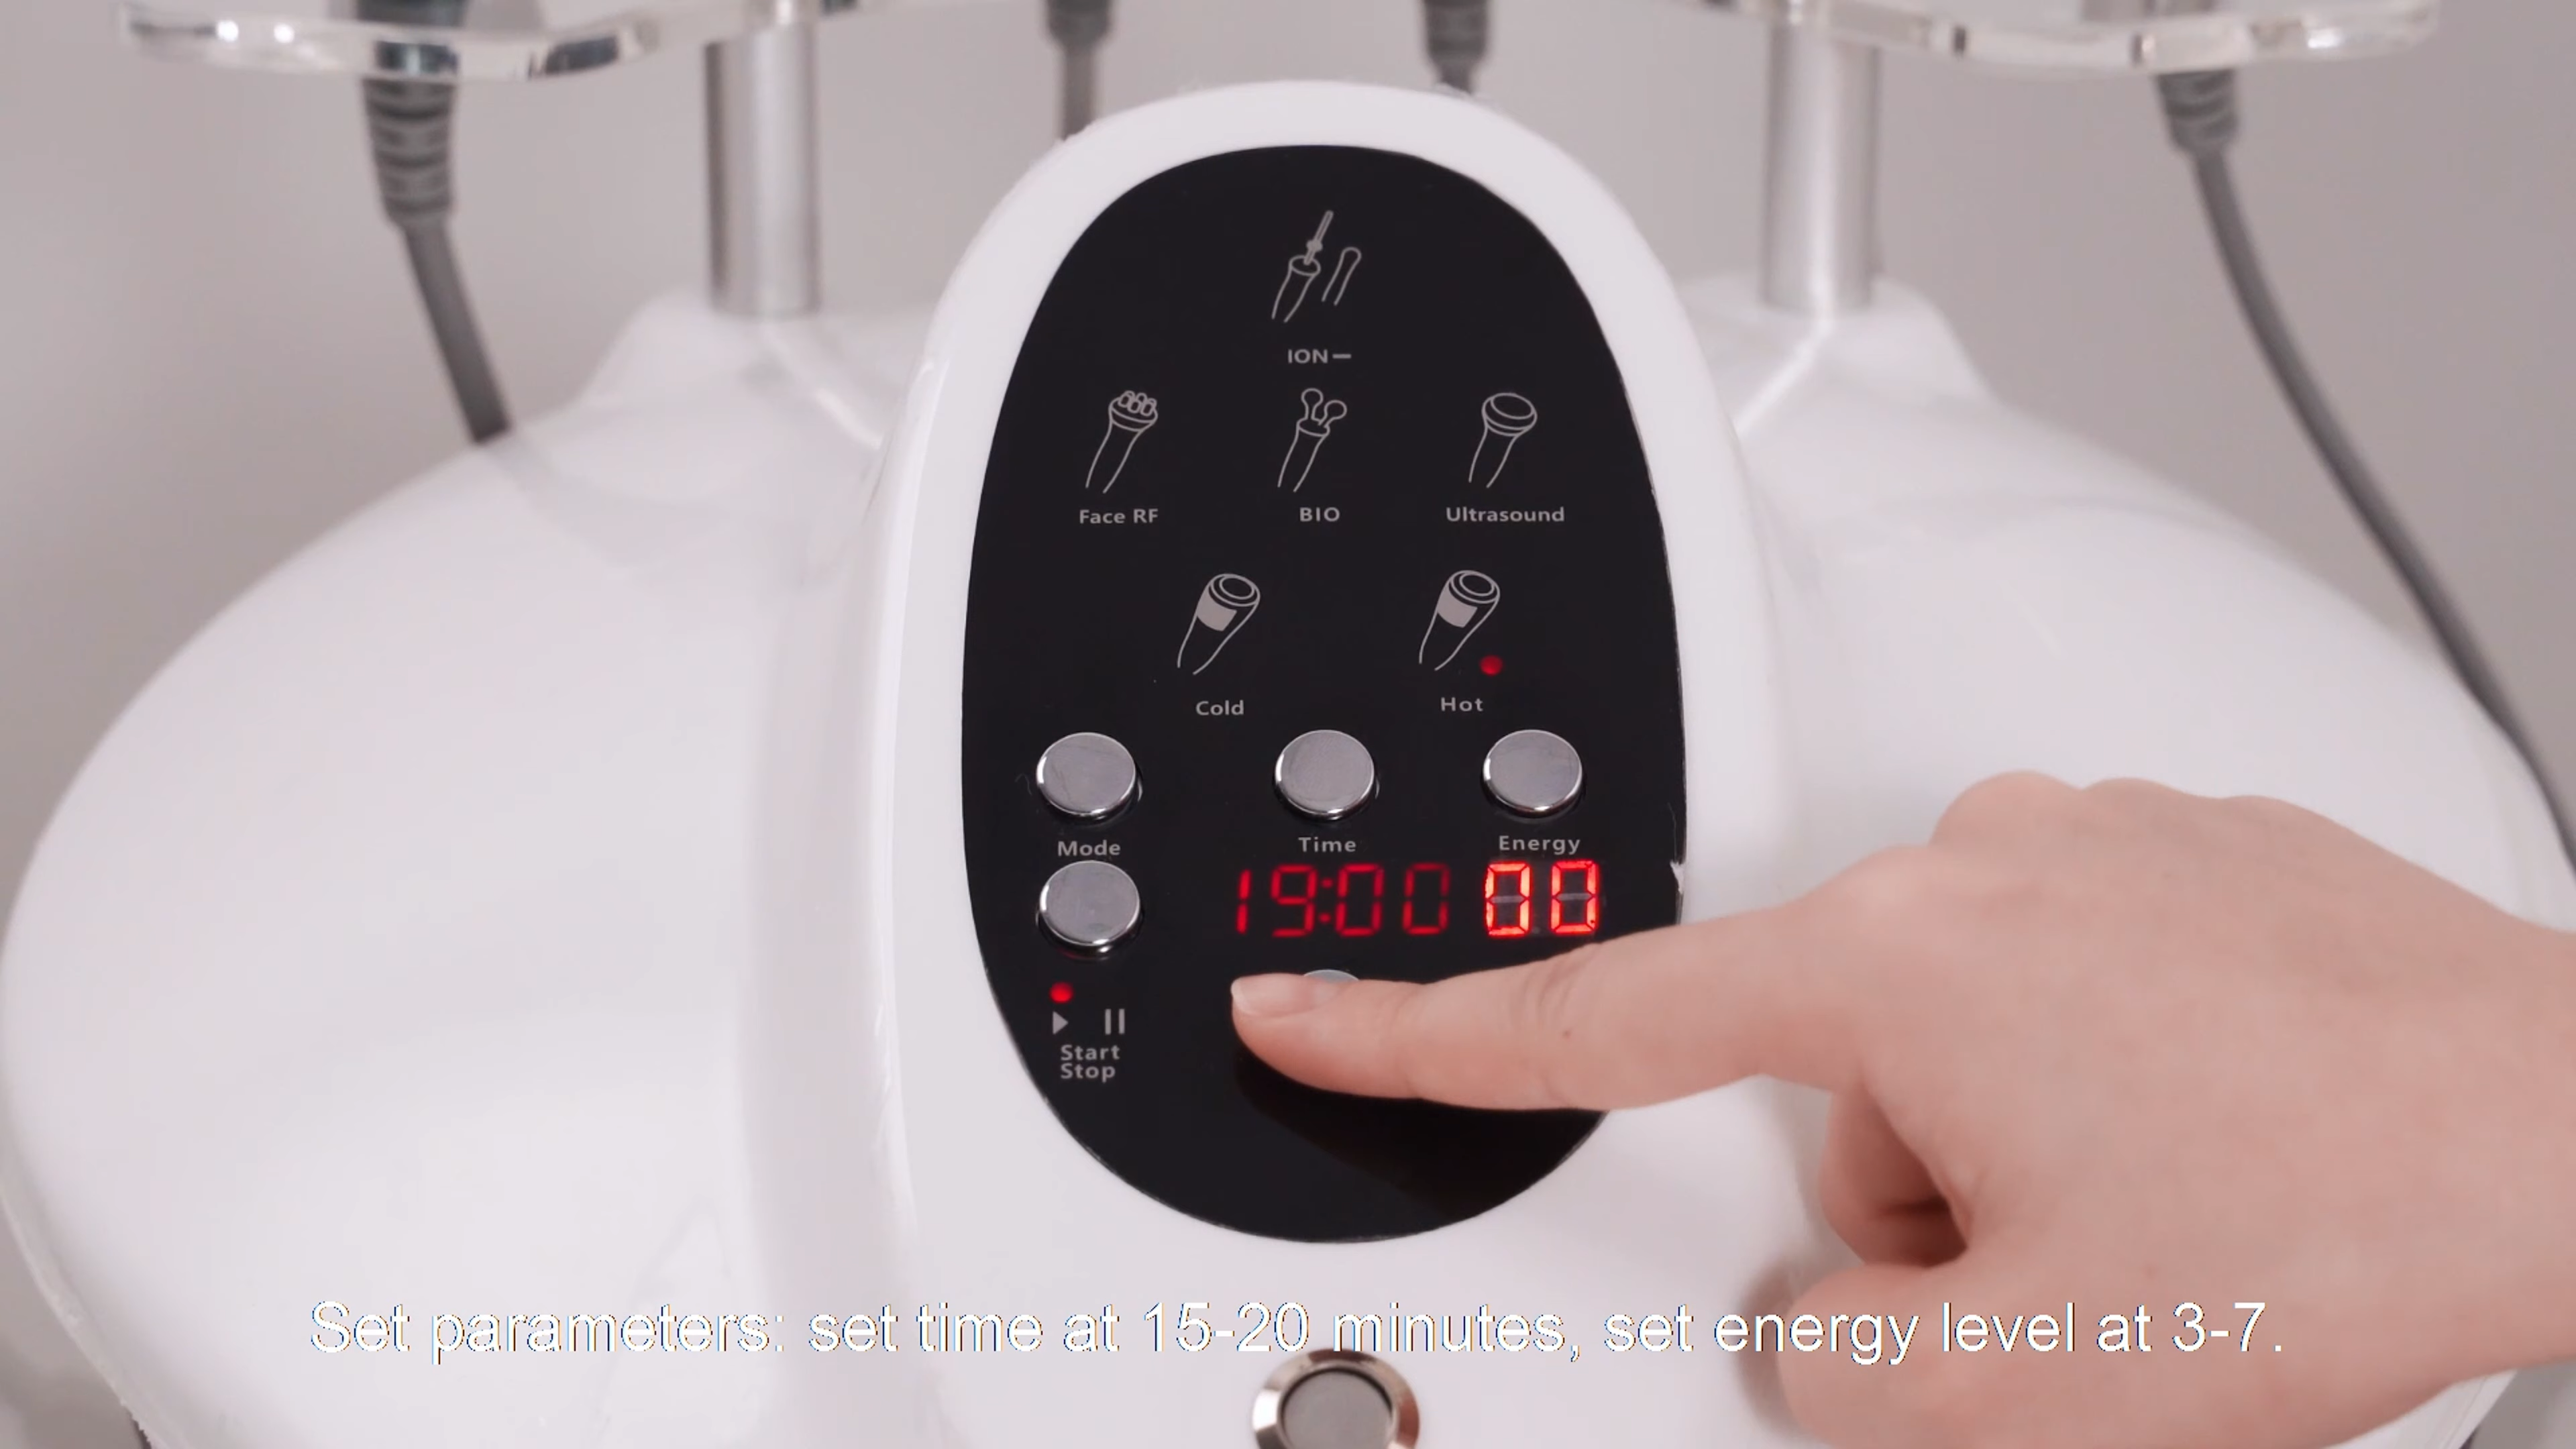 ION—
Face RF
BIO
Ultrasound
Cold
Hot
Mode
Time
Energy
19:00
00
Start
Stop
Set parameters: set time at 15-20 minutes, set energy level at 3-7.